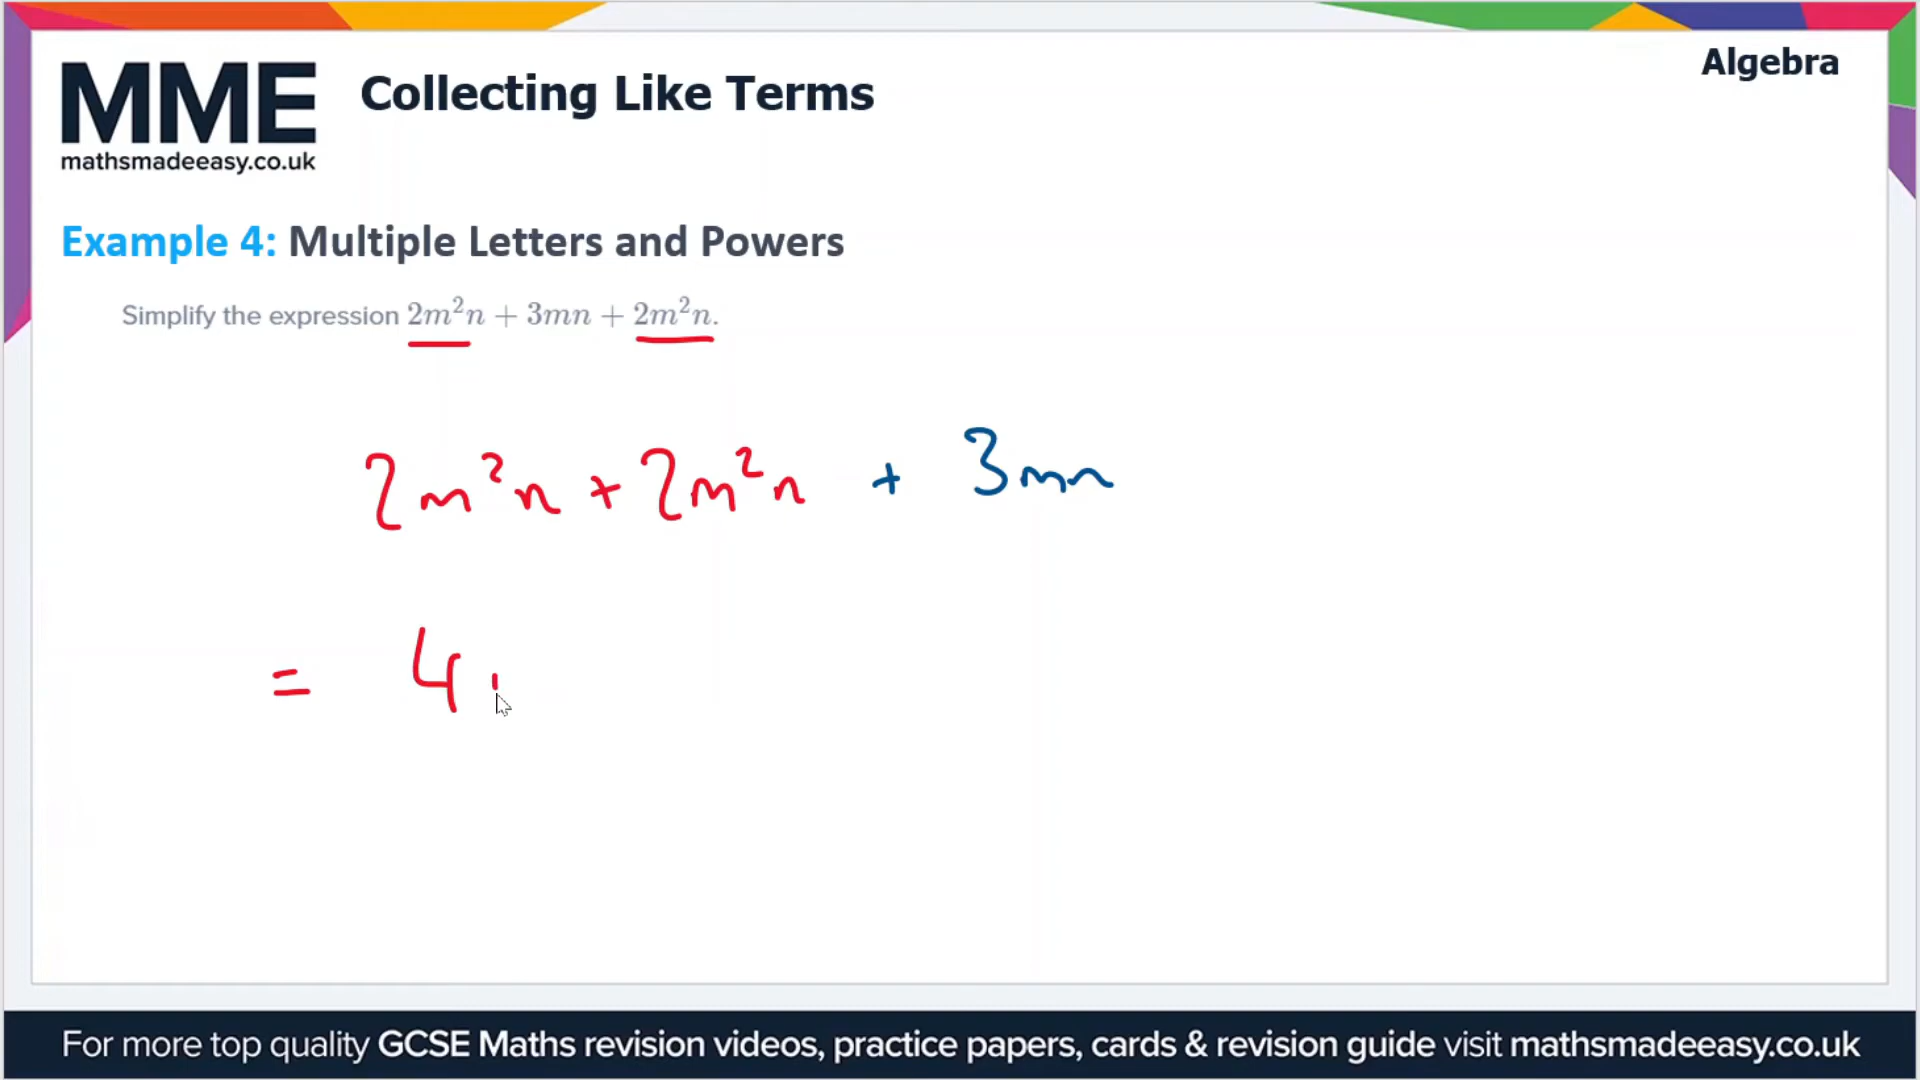 Algebra
MME
mathsmadeeasy.co.uk
Collecting Like Terms
Example 4: Multiple Letters and Powers
Simplify the expression 2m²n + 3mn + 2m²n.
2m²n + 2m²n + 3mn
= 4
For more top quality GCSE Maths revision videos, practice papers, cards & revision guide visit mathsmadeeasy.co.uk